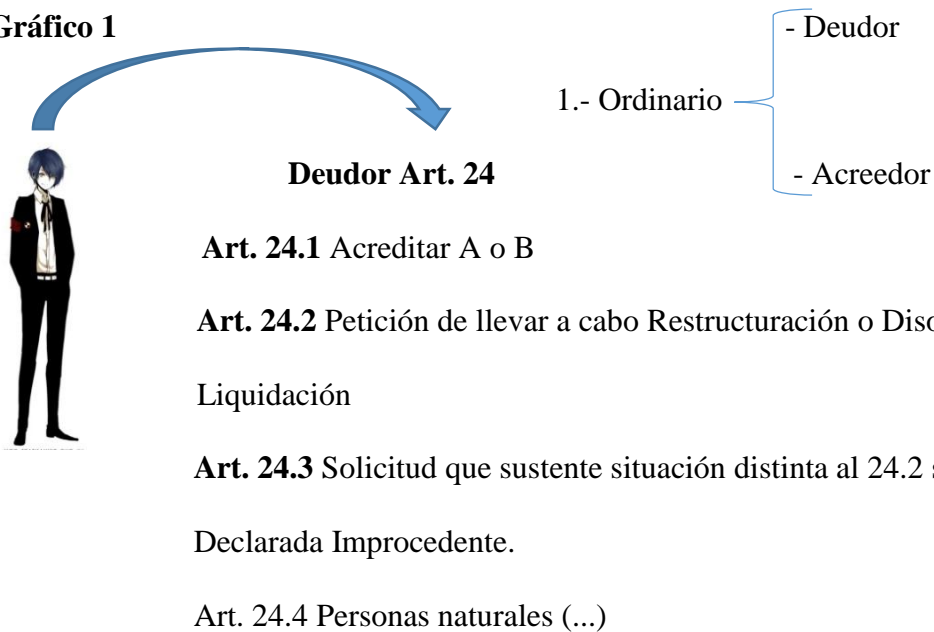 Gráfico 1
- Deudor
1.- Ordinario
- Acreedor
Deudor Art. 24
Art. 24.1 Acreditar A o B
Art. 24.2 Petición de llevar a cabo Restructuración o Diso
Liquidación
Art. 24.3 Solicitud que sustente situación distinta al 24.2 s
Declarada Improcedente.
Art. 24.4 Personas naturales (...)